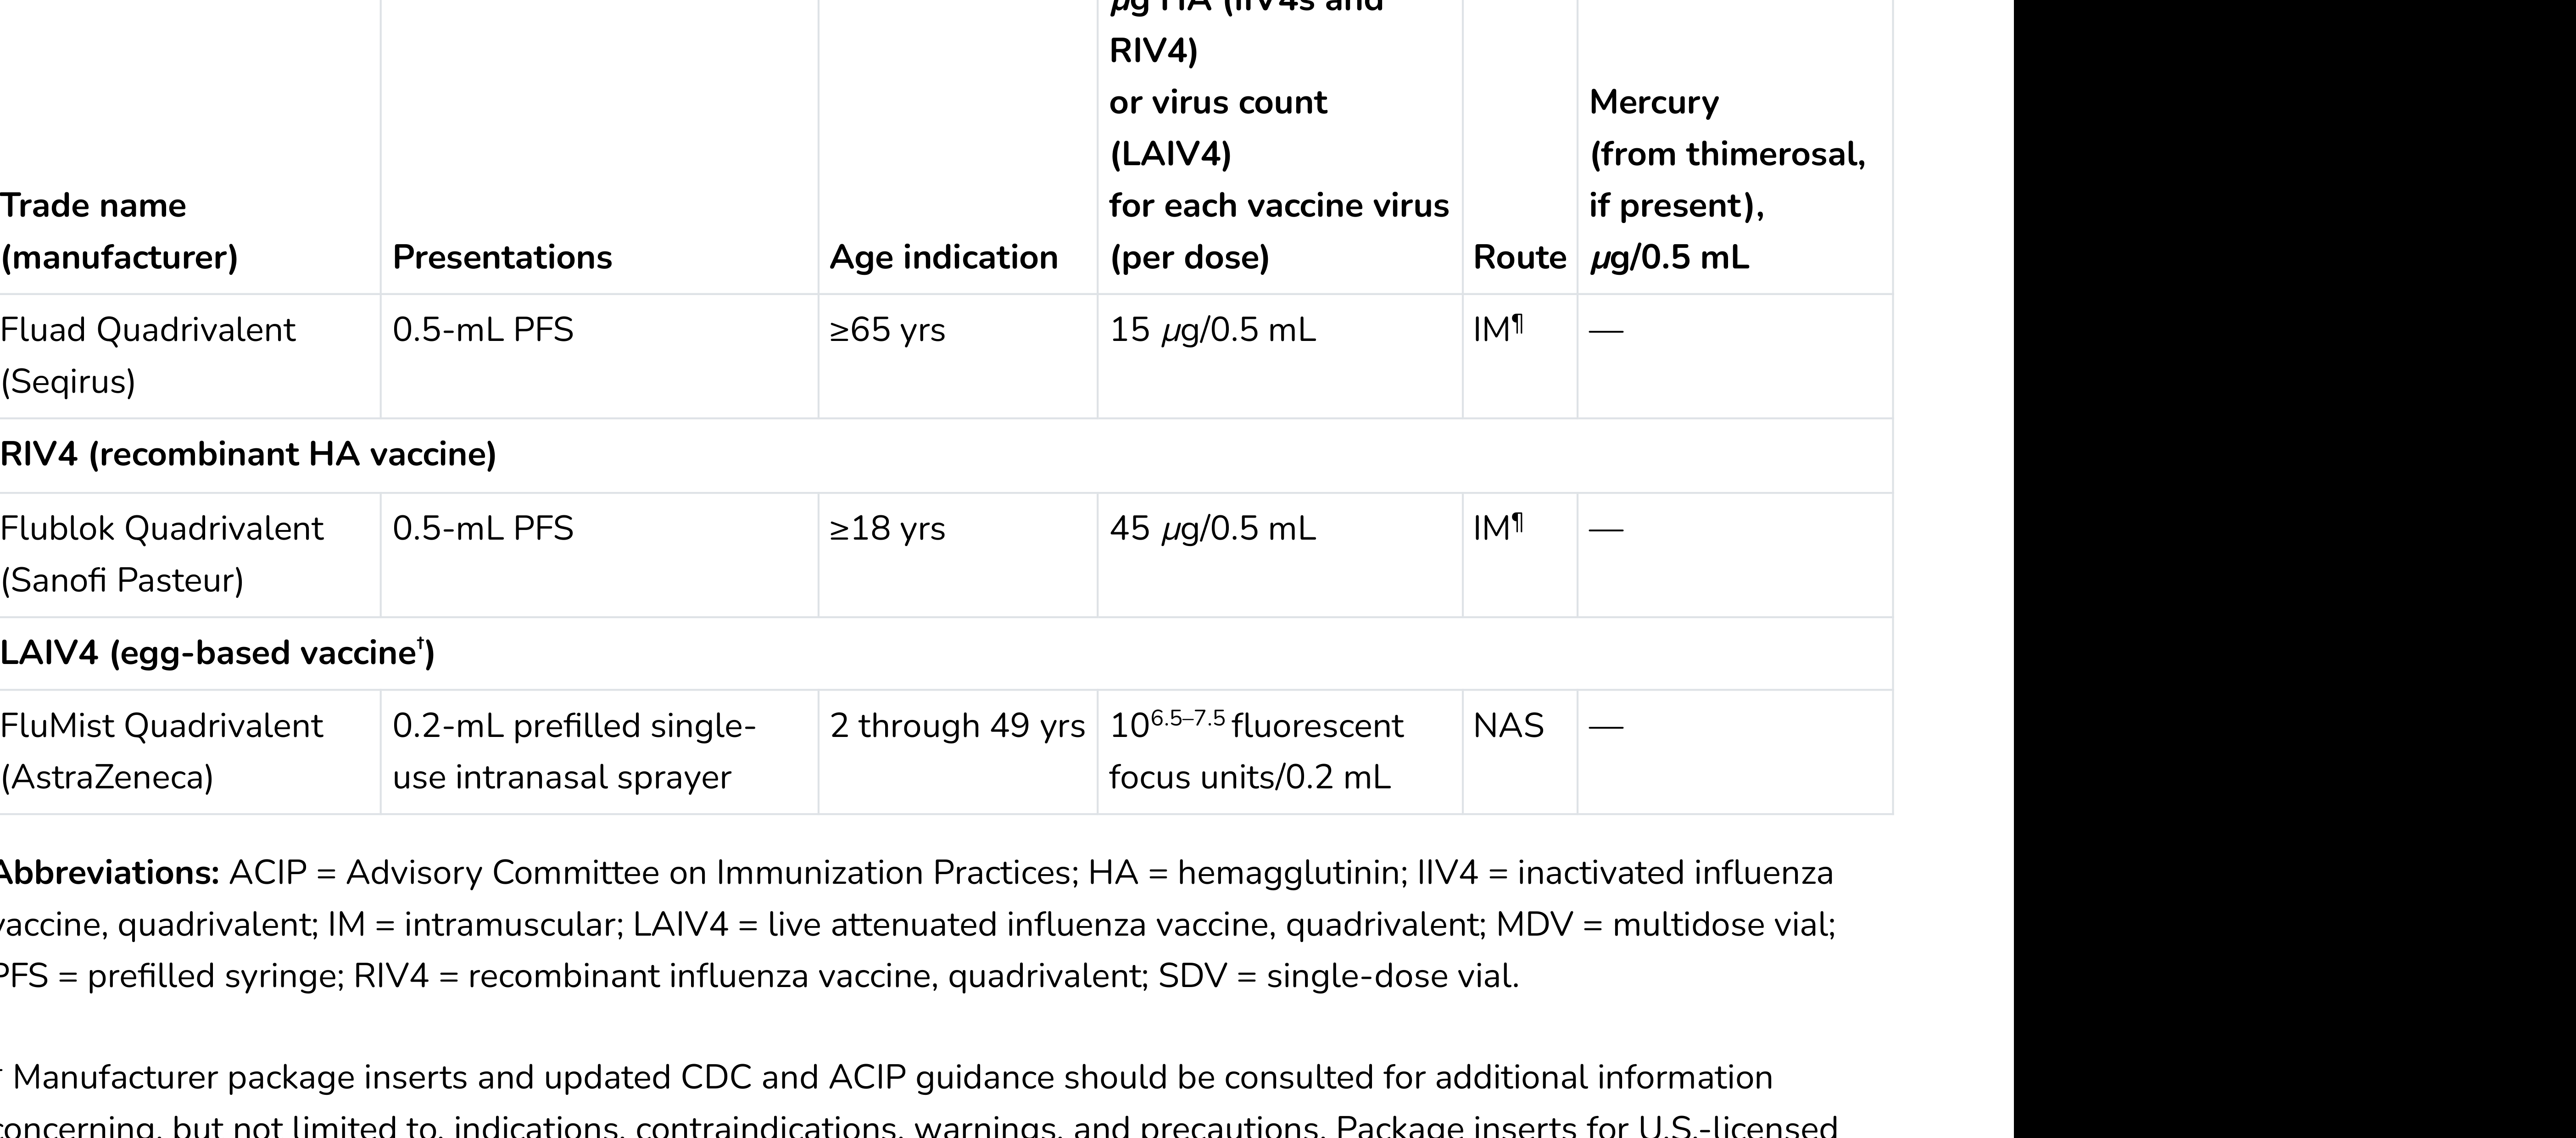 µg HA (IIV4s and
RIV4)
or virus count
(LAIV4)
for each vaccine virus
(per dose)
Trade name
(manufacturer)
Presentations
Age indication
Route
Mercury
(from thimerosal,
if present),
µg/0.5 mL
Fluad Quadrivalent
(Seqirus)
0.5-mL PFS
≥65 yrs
15 µg/0.5 mL
IM¶
—
RIV4 (recombinant HA vaccine)
Flublok Quadrivalent
(Sanofi Pasteur)
0.5-mL PFS
≥18 yrs
45 µg/0.5 mL
IM¶
—
LAIV4 (egg-based vaccine†)
FluMist Quadrivalent
(AstraZeneca)
0.2-mL prefilled single-
use intranasal sprayer
2 through 49 yrs
10^6.5–7.5 fluorescent
focus units/0.2 mL
NAS
—
Abbreviations: ACIP = Advisory Committee on Immunization Practices; HA = hemagglutinin; IIV4 = inactivated influenza
vaccine, quadrivalent; IM = intramuscular; LAIV4 = live attenuated influenza vaccine, quadrivalent; MDV = multidose vial;
PFS = prefilled syringe; RIV4 = recombinant influenza vaccine, quadrivalent; SDV = single-dose vial.
Manufacturer package inserts and updated CDC and ACIP guidance should be consulted for additional information
concerning, but not limited to, indications, contraindications, warnings, and precautions. Package inserts for U.S.-licensed